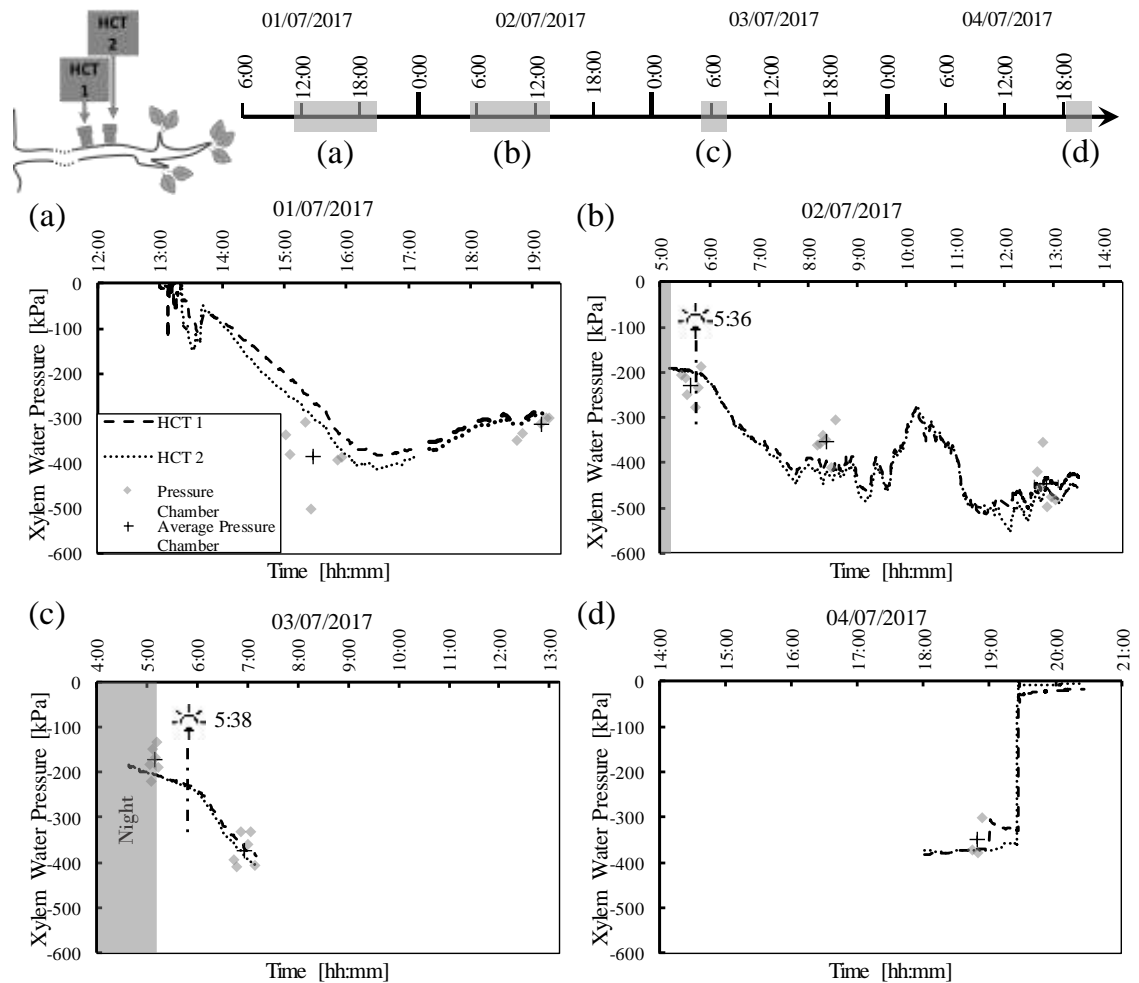 HCT
2
HCT
1
01/07/2017 02/07/2017 03/07/2017 04/07/2017
6:00 12:00 18:00 0:00 6:00 12:00 18:00 0:00 6:00 12:00 18:00 0:00 6:00 12:00 18:00
(a) (b) (c) (d)
(a)
01/07/2017
12:00 13:00 14:00 15:00 16:00 17:00 18:00 19:00
Xylem Water Pressure [kPa]
0
-100
-200
-300
-400
-500
-600
HCT 1
HCT 2
Pressure
Chamber
Average Pressure
Chamber
Time [hh:mm]
(b)
02/07/2017
5:00 6:00 7:00 8:00 9:00 10:00 11:00 12:00 13:00 14:00
Xylem Water Pressure [kPa]
0
-100
-200
-300
-400
-500
-600
5:36
Time [hh:mm]
(c)
03/07/2017
4:00 5:00 6:00 7:00 8:00 9:00 10:00 11:00 12:00 13:00
Xylem Water Pressure [kPa]
0
-100
-200
-300
-400
-500
-600
5:38
Night
Time [hh:mm]
(d)
04/07/2017
14:00 15:00 16:00 17:00 18:00 19:00 20:00 21:00
Xylem Water Pressure [kPa]
0
-100
-200
-300
-400
-500
-600
Time [hh:mm]